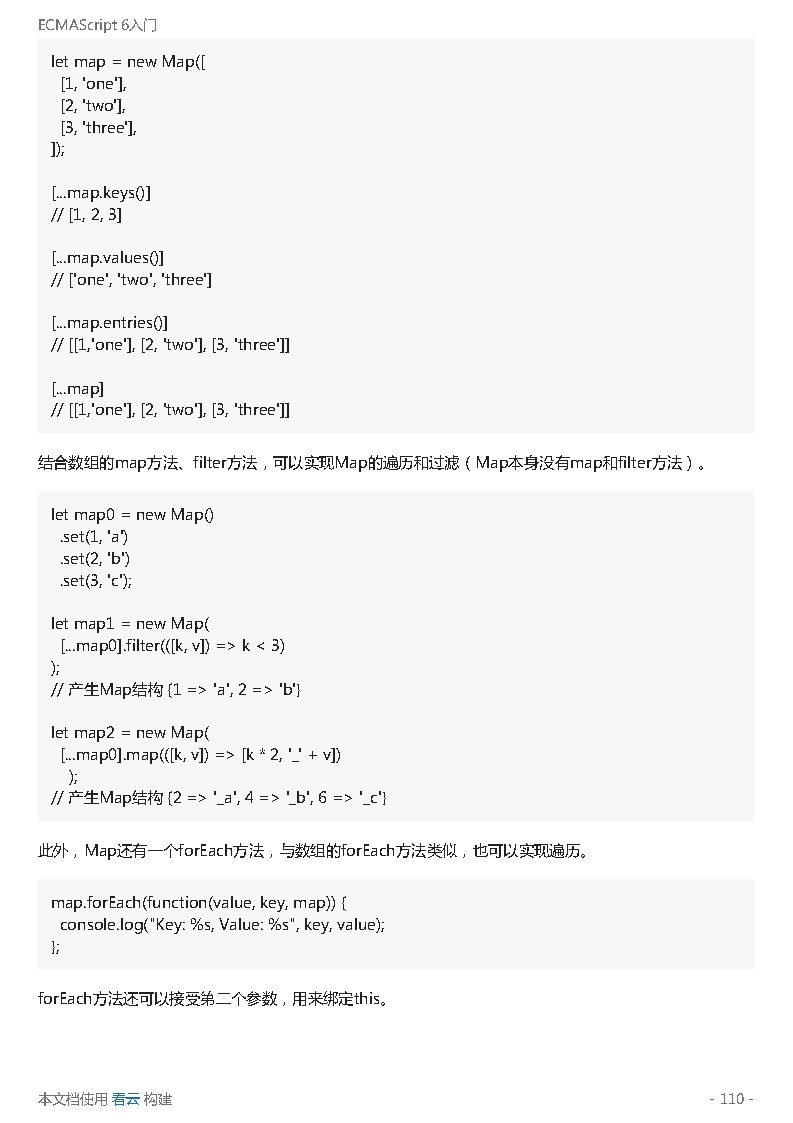 ECMAScript 6入门
let map = new Map([
  [1, 'one'],
  [2, 'two'],
  [3, 'three'],
]);
[...map.keys()]
// [1, 2, 3]
[...map.values()]
// ['one', 'two', 'three']
[...map.entries()]
// [[1,'one'], [2, 'two'], [3, 'three']]
[...map]
// [[1,'one'], [2, 'two'], [3, 'three']]
结合数组的map方法、filter方法，可以实现Map的遍历和过滤（Map本身没有map和filter方法）。
let map0 = new Map()
  .set(1, 'a')
  .set(2, 'b')
  .set(3, 'c');
let map1 = new Map(
  [...map0].filter(([k, v]) => k < 3)
);
// 产生Map结构 {1 => 'a', 2 => 'b'}
let map2 = new Map(
  [...map0].map(([k, v]) => [k * 2, '_' + v])
    );
// 产生Map结构 {2 => '_a', 4 => '_b', 6 => '_c'}
此外，Map还有一个forEach方法，与数组的forEach方法类似，也可以实现遍历。
map.forEach(function(value, key, map)) {
  console.log("Key: %s, Value: %s", key, value);
};
forEach方法还可以接受第二个参数，用来绑定this。
本文档使用 看云 构建
- 110 -